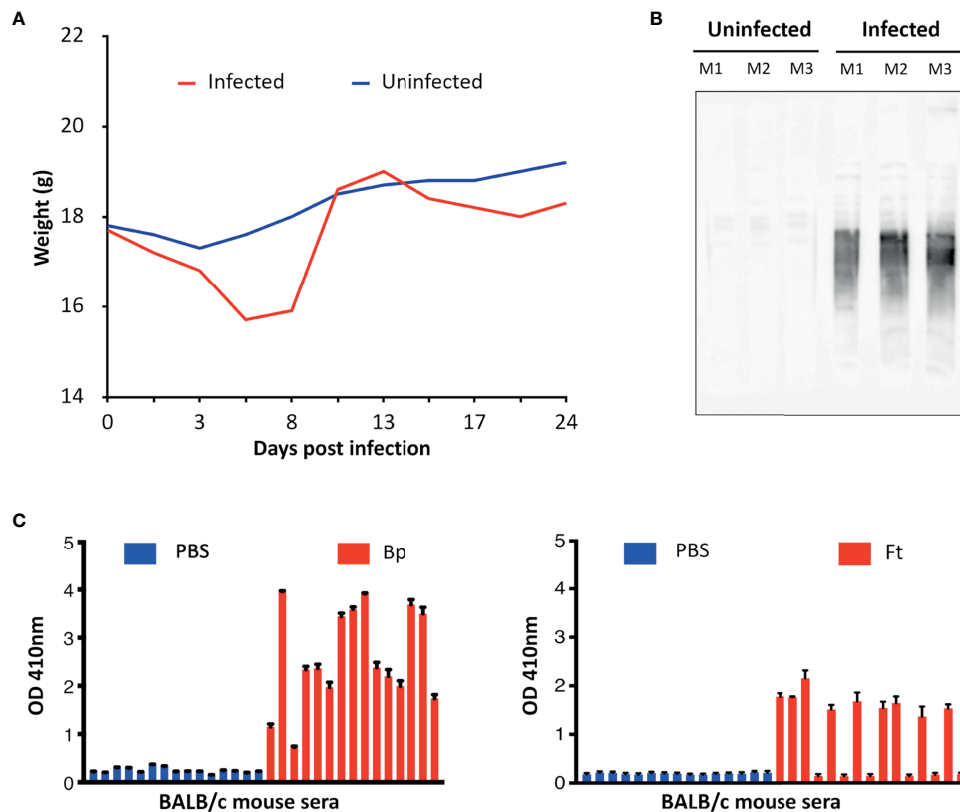 A
22
20
18
16
14
Weight (g)
Infected
Uninfected
0 3 8 13 17 24
Days post infection
B
Uninfected Infected
M1 M2 M3 M1 M2 M3
C
5
4
3
2
1
0
OD 410nm
PBS Bp
BALB/c mouse sera
5
4
3
2
1
0
OD 410nm
PBS Ft
BALB/c mouse sera